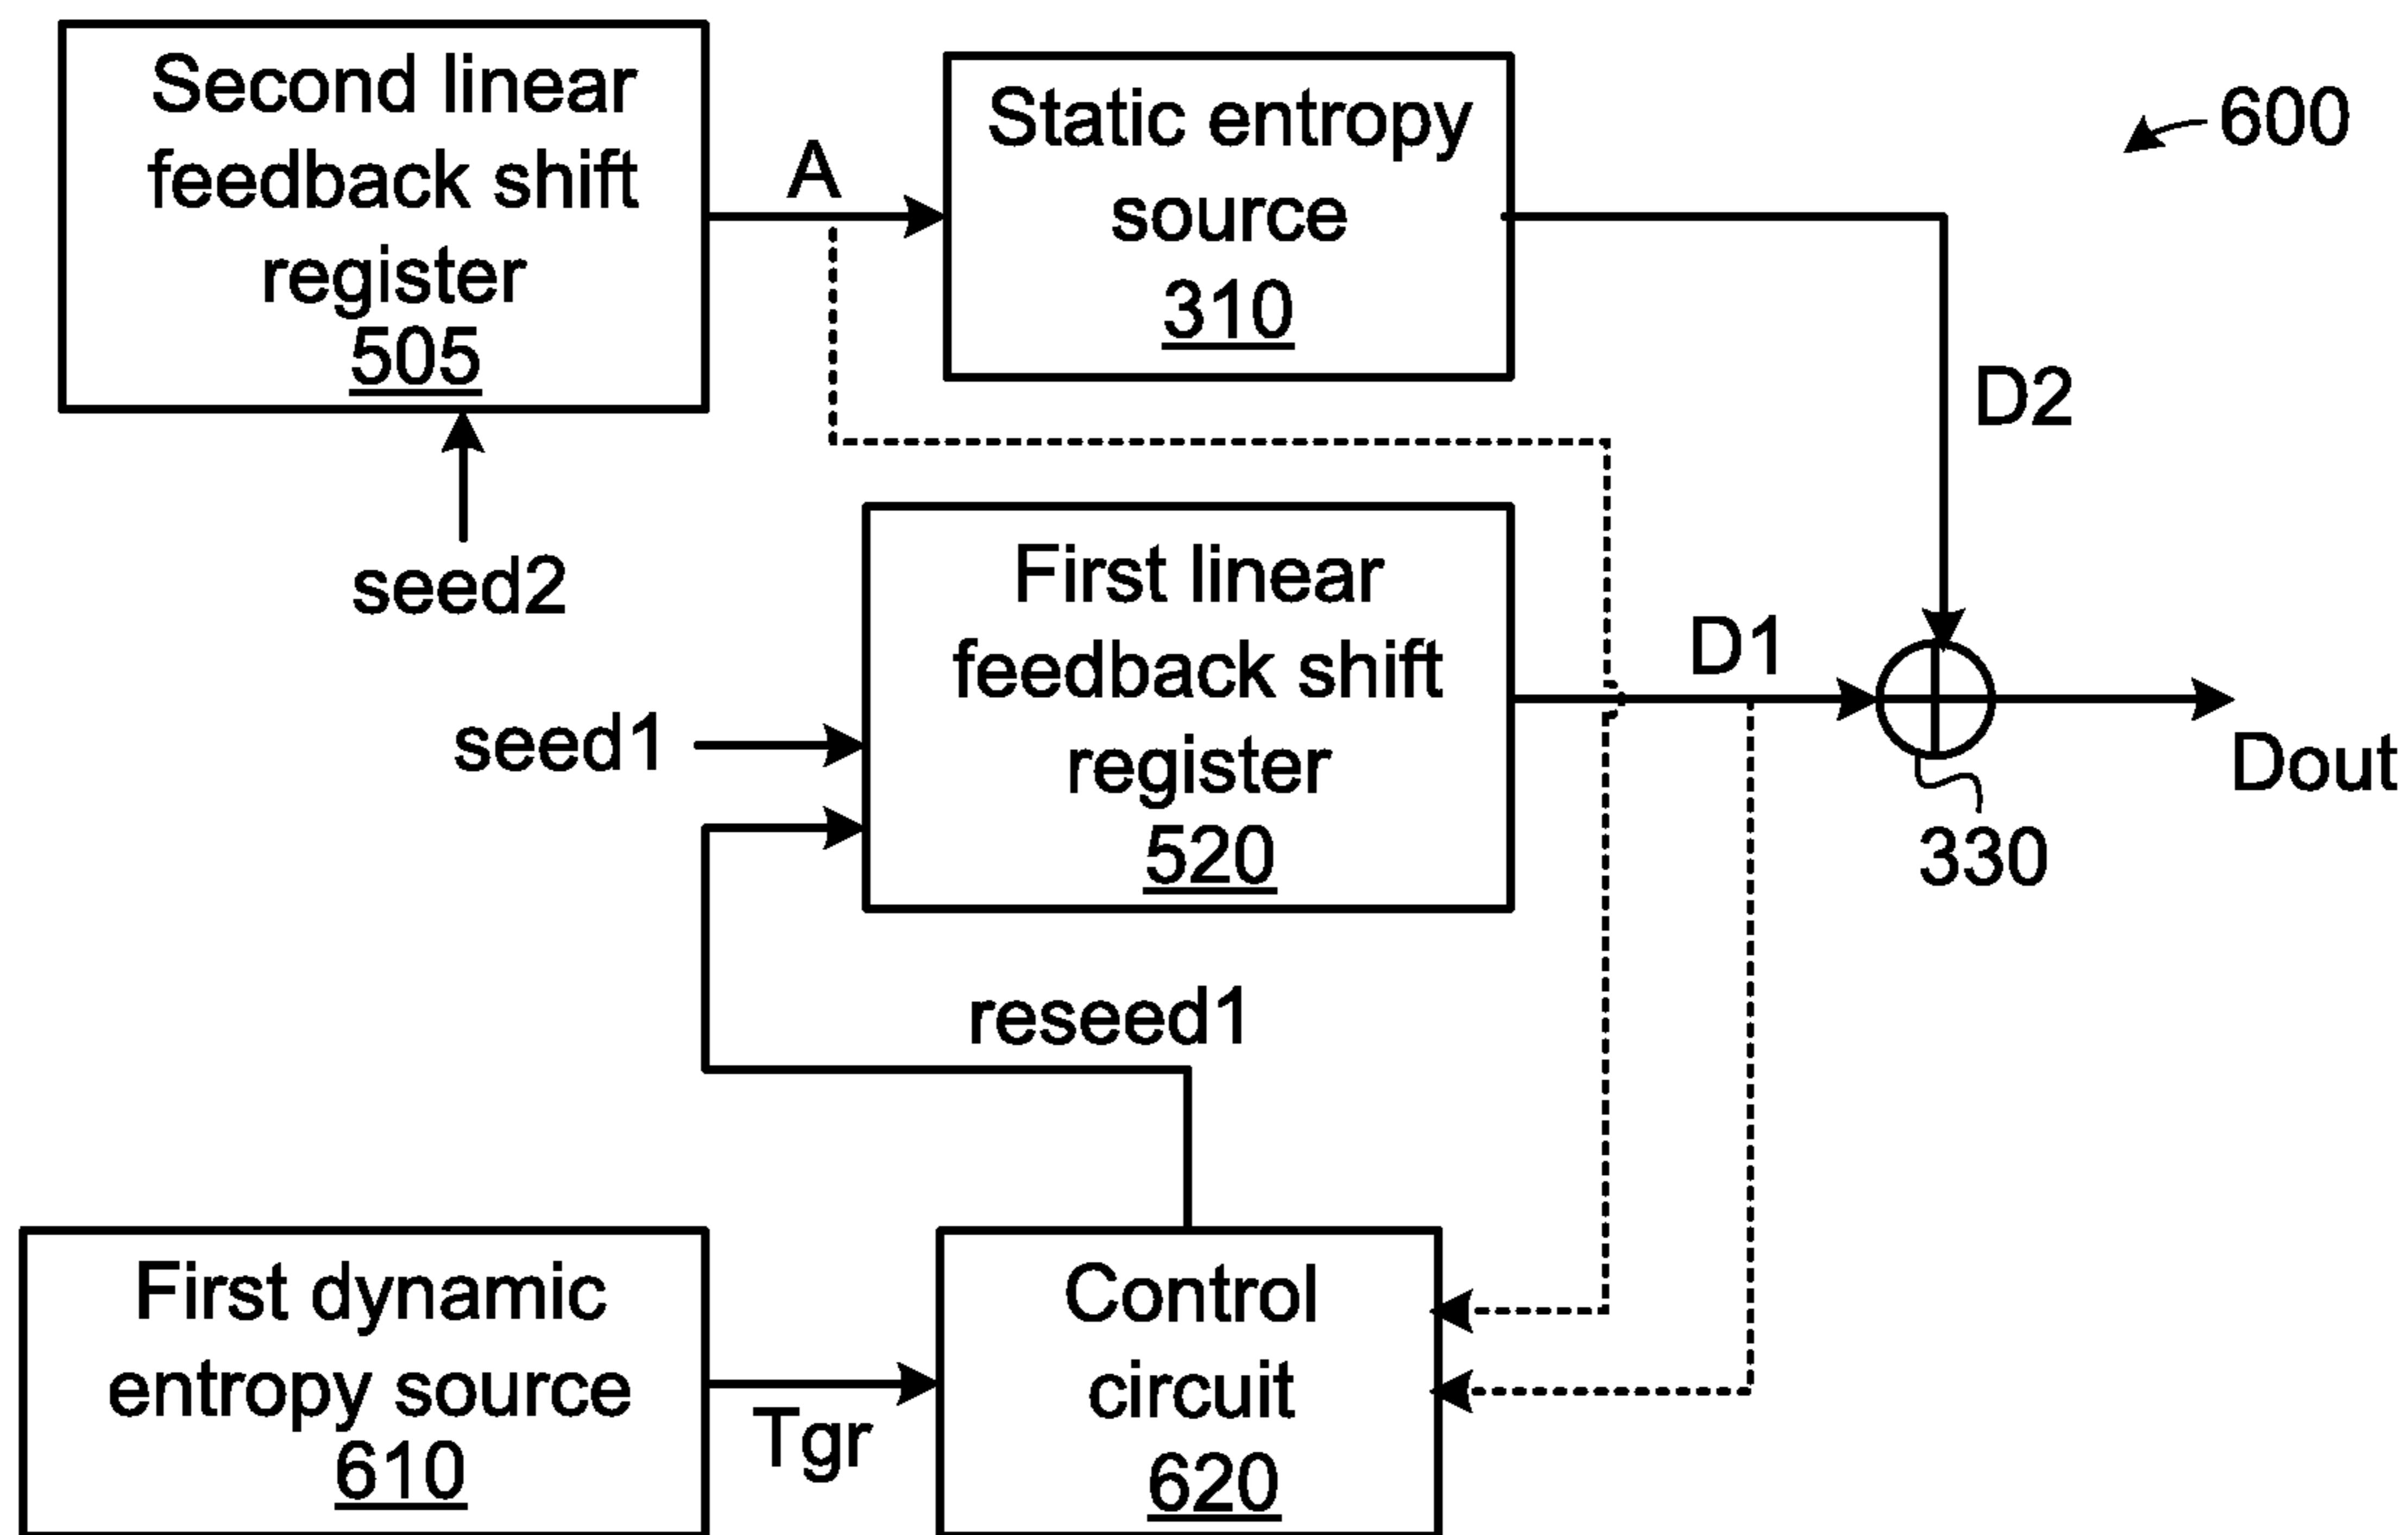 Second linear
feedback shift
register
505
A
Static entropy
source
310
600
D2
seed2
First linear
feedback shift
register
520
seed1
D1
Dout
330
reseed1
First dynamic
entropy source
610
Tgr
Control
circuit
620